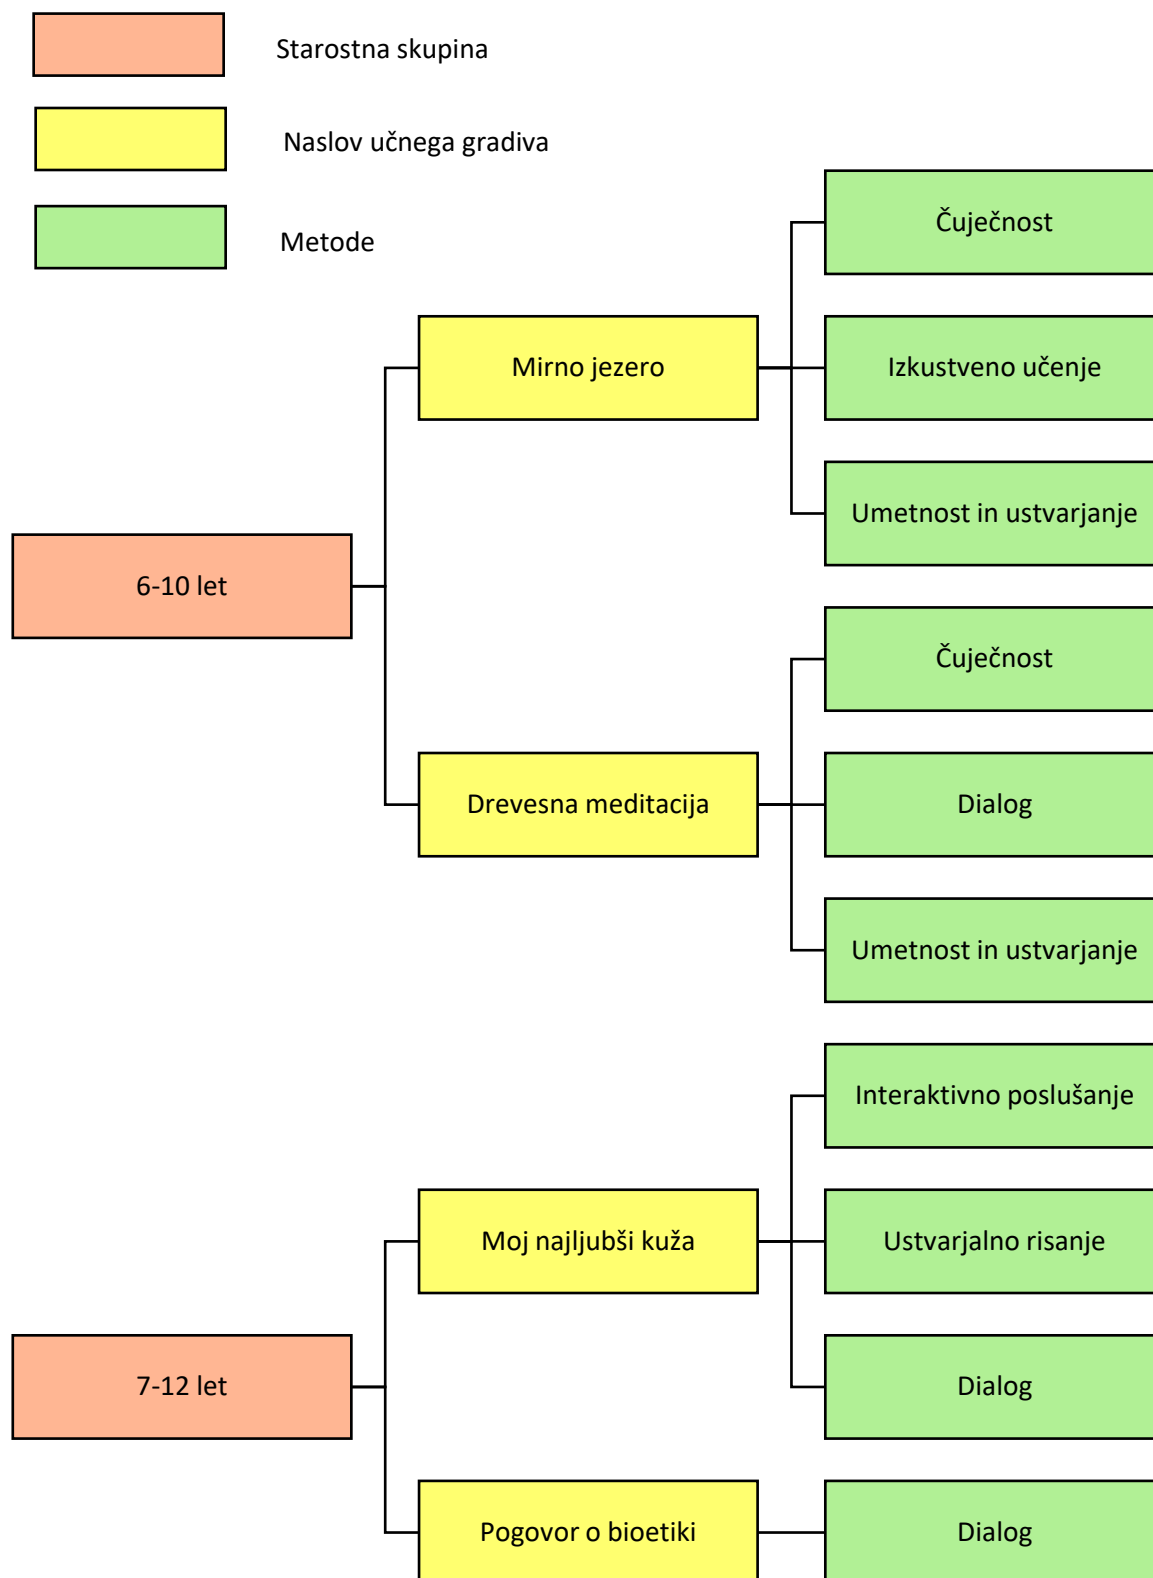 Starostna skupina
Naslov učnega gradiva
Metode
Čuječnost
Mirno jezero
Izkustveno učenje
Umetnost in ustvarjanje
6-10 let
Čuječnost
Drevesna meditacija
Dialog
Umetnost in ustvarjanje
Interaktivno poslušanje
Moj najljubši kuža
Ustvarjalno risanje
7-12 let
Dialog
Pogovor o bioetiki
Dialog